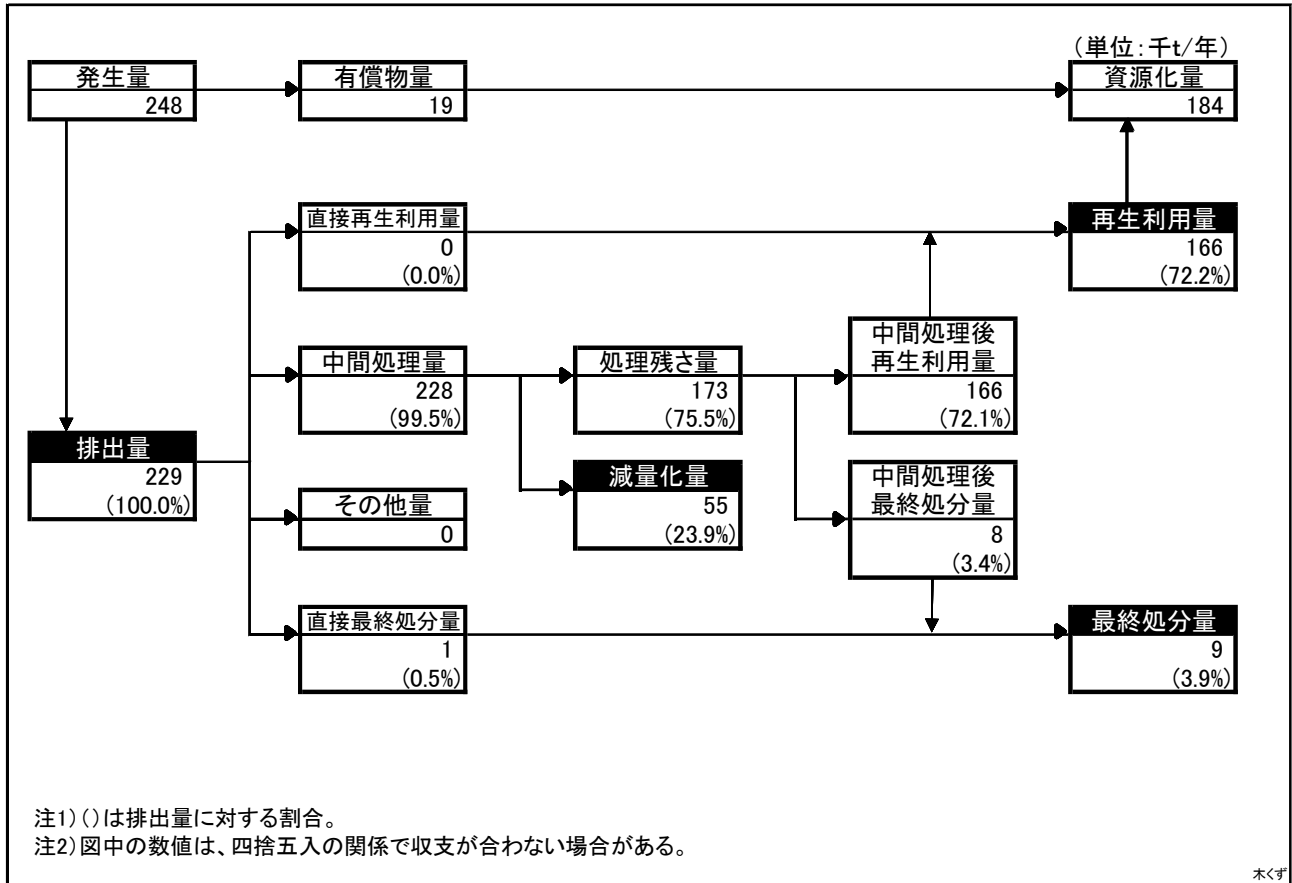 (単位:千t/年)
発生量
248
有償物量
19
資源化量
184
直接再生利用量
0
(0.0%)
再生利用量
166
(72.2%)
中間処理量
228
(99.5%)
処理残さ量
173
(75.5%)
中間処理後
再生利用量
166
(72.1%)
排出量
229
(100.0%)
減量化量
55
(23.9%)
中間処理後
最終処分量
8
(3.4%)
その他量
0
直接最終処分量
1
(0.5%)
最終処分量
9
(3.9%)
注1)()は排出量に対する割合。
注2)図中の数値は、四捨五入の関係で収支が合わない場合がある。
木くず